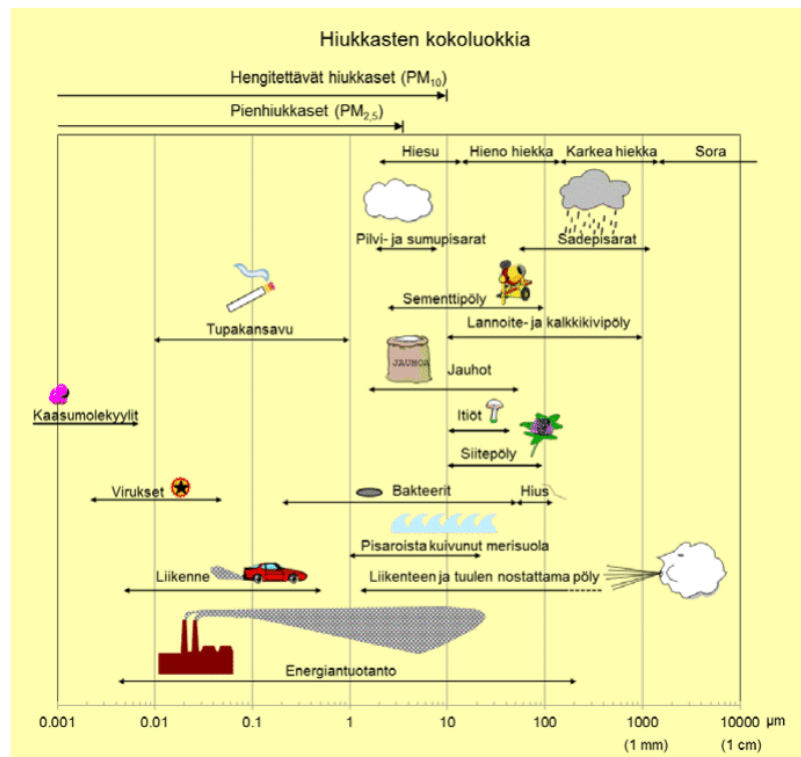 Hiukkasten kokoluokkia
Hengitettävät hiukkaset (PM10)
Pienhiukkaset (PM2,5)
Hiesu Hieno hiekka Karkea hiekka Sora
Pilvi- ja sumupisarat Sadepisarat
Sementtipöly
Tupakansavu Lannoite- ja kalkkikivipöly
JAUHOA
Jauhot
Kaasumolekyylit Itiöt
Siitepöly
Virukset Bakteerit Hius
Pisaroista kuivunut merisuola
Liikenne Liikenteen ja tuulen nostattama pöly
Energiantuotanto
0.001 0.01 0.1 1 10 100 1000 10000 µm
(1 mm) (1 cm)